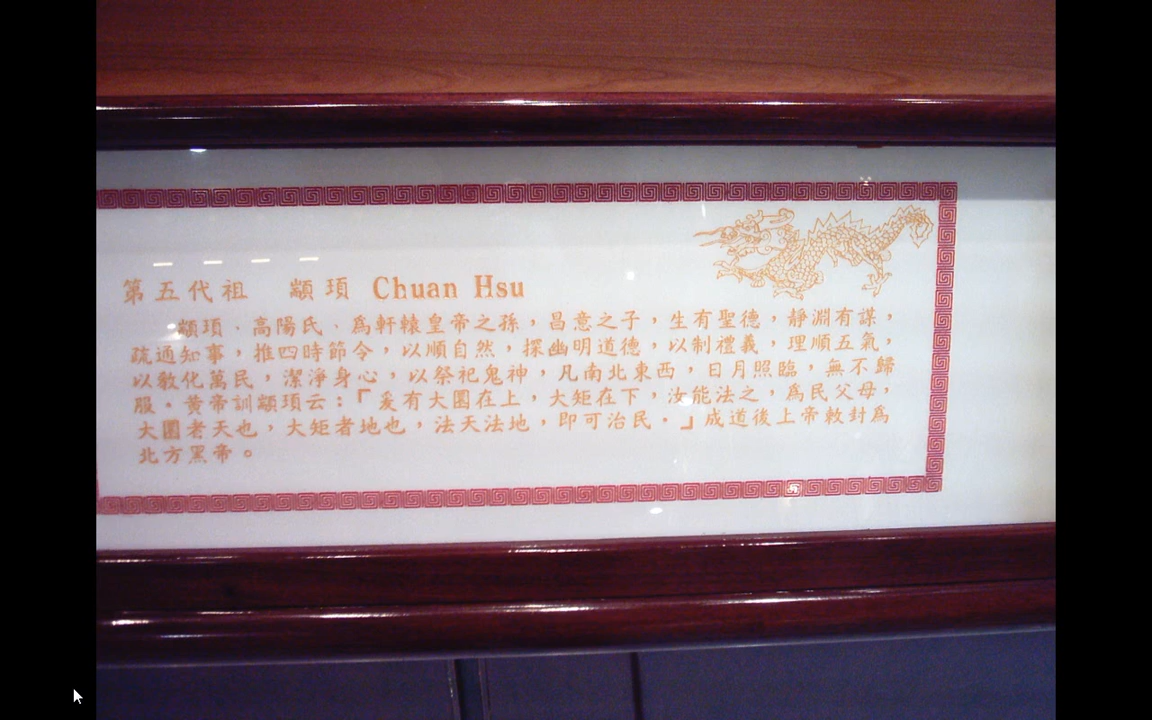 第五代祖 顓頊 Chuan Hsu
顓頊、高陽氏、爲軒轅皇帝之孫，昌意之子，生有聖德，靜淵有謀，
疏通知事，推四時節令，以順自然，探幽明道德，以制禮義，理順五氣，
以敎化萬民，潔淨身心，以祭祀鬼神，凡南北東西，日月照臨，無不歸
服。黄帝訓顓頊云：「爰有大圜在上，大矩在下，汝能法之，爲民父母，
大圜者天也，大矩者地也，法天法地，即可治民。」成道後上帝敕封爲
北方黑帝。